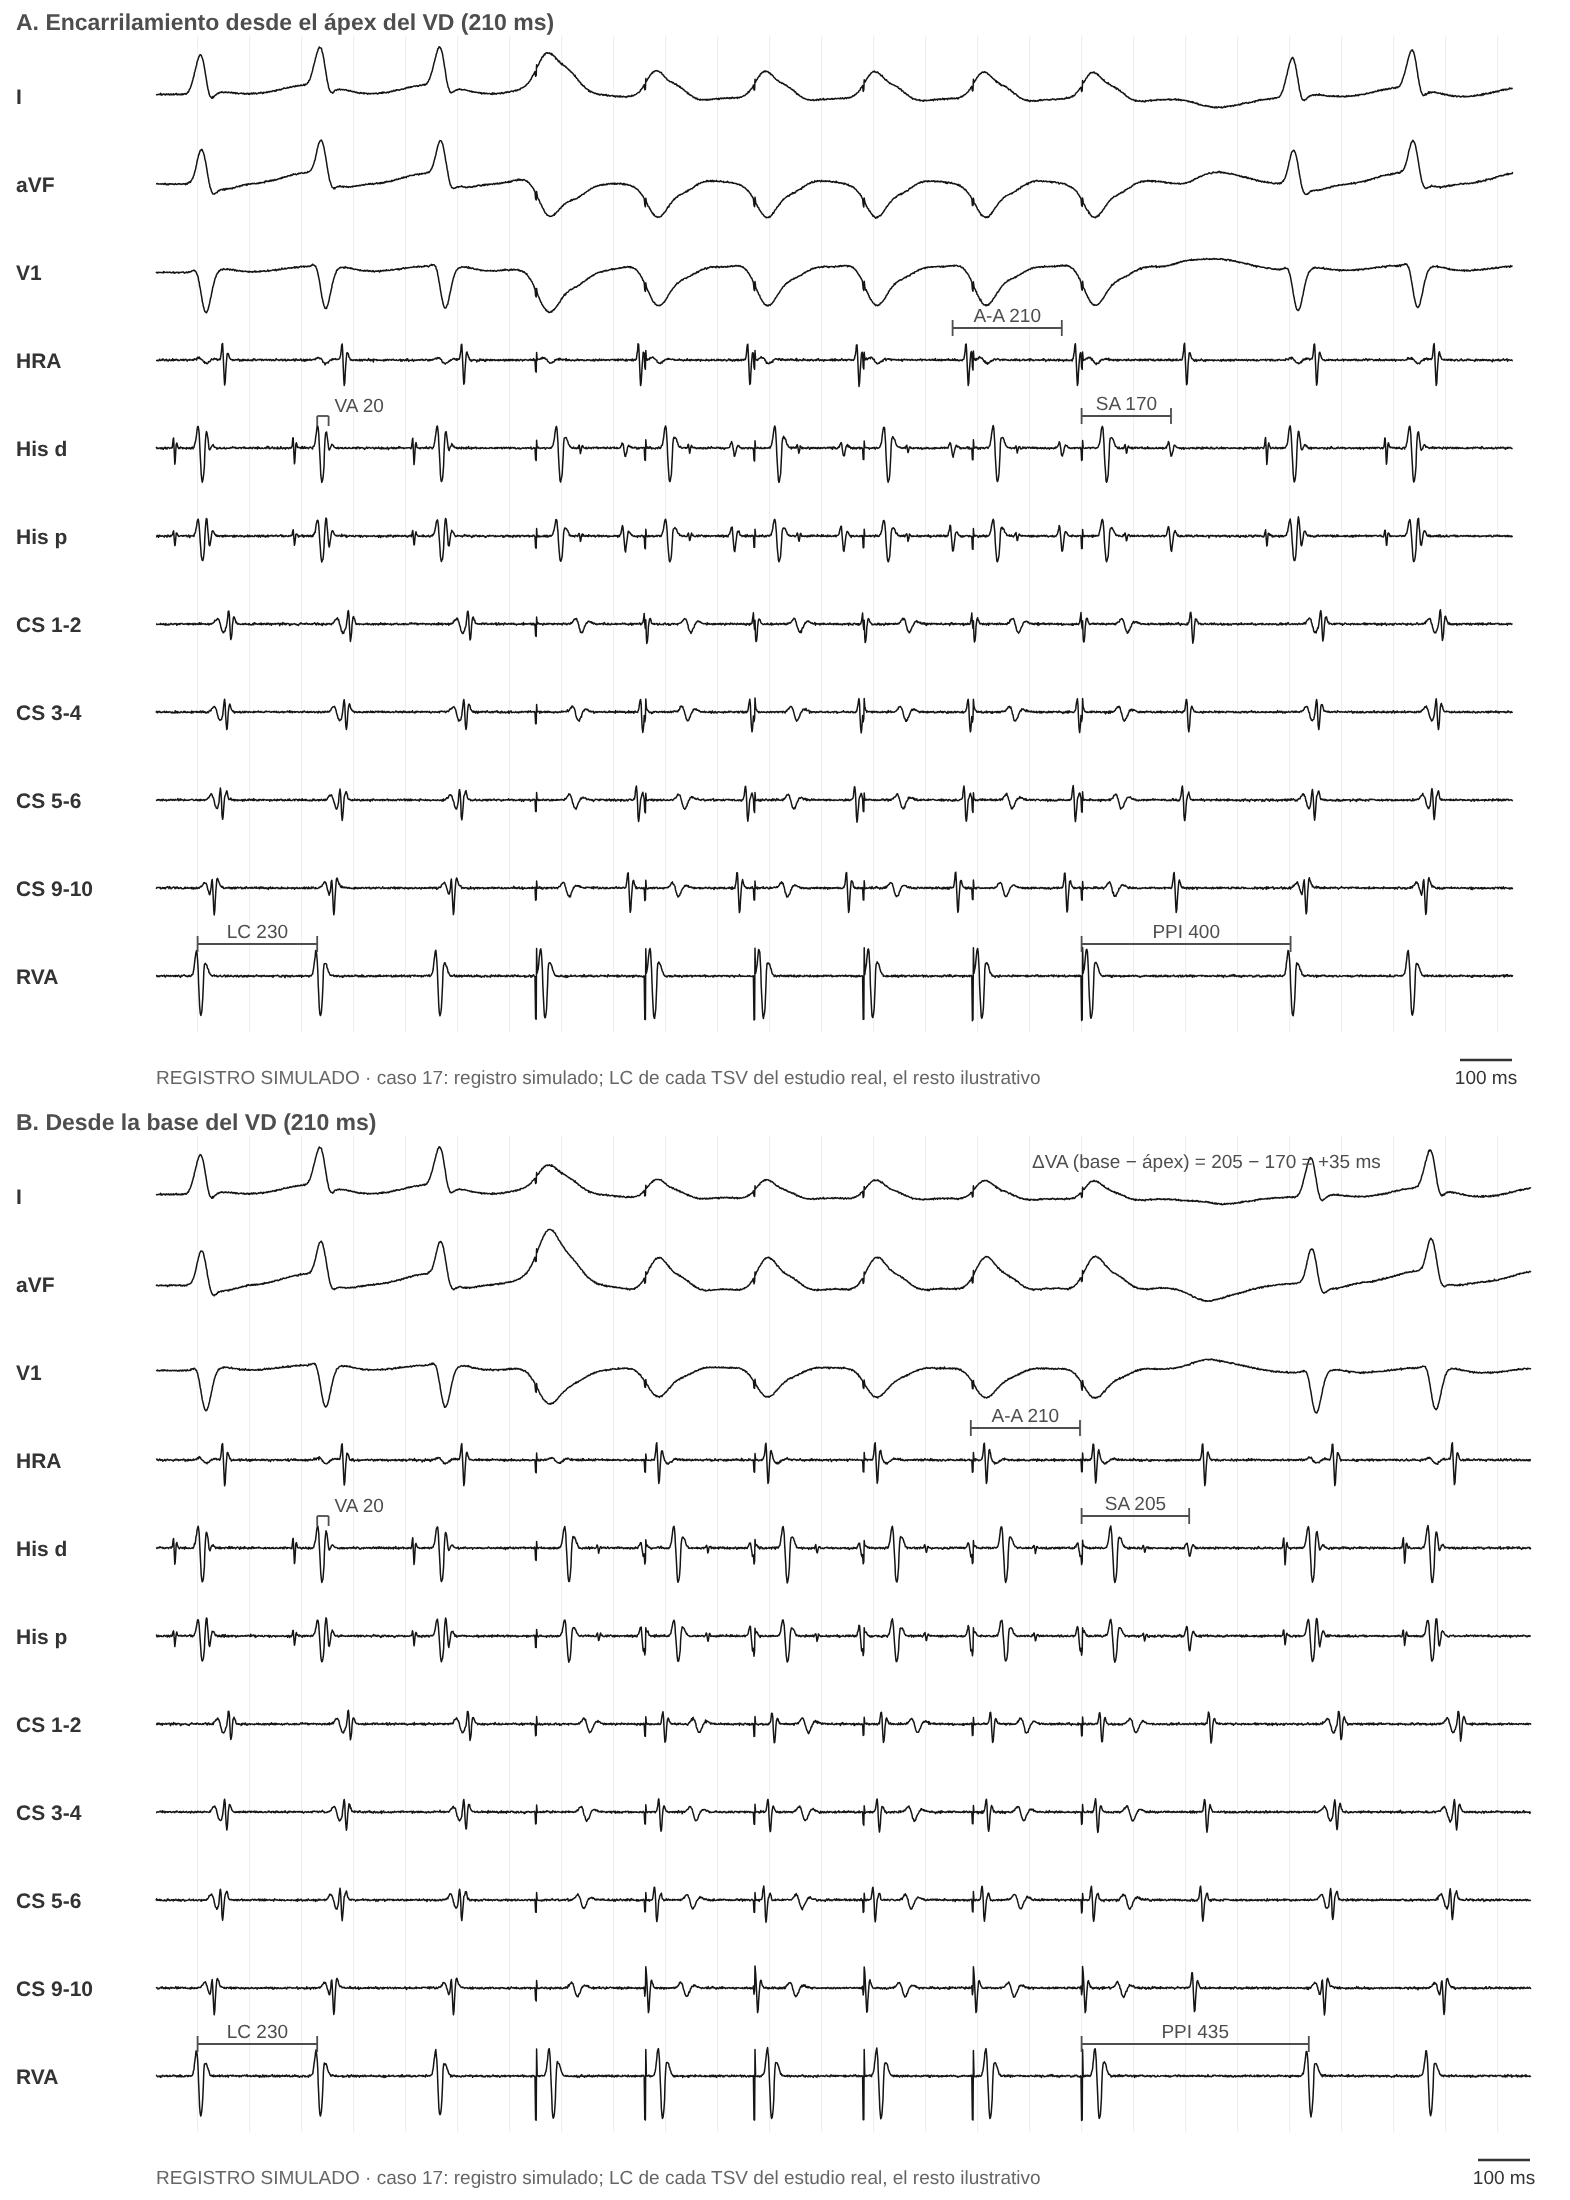 A. Encarrilamiento desde el ápex del VD (210 ms)
I
aVF
V1
A-A 210
HRA
VA 20
SA 170
His d
His p
CS 1-2
CS 3-4
CS 5-6
CS 9-10
LC 230
PPI 400
RVA
REGISTRO SIMULADO · caso 17: registro simulado; LC de cada TSV del estudio real, el resto ilustrativo
100 ms
B. Desde la base del VD (210 ms)
ΔVA (base − ápex) = 205 − 170 = +35 ms
I
aVF
V1
A-A 210
HRA
VA 20
SA 205
His d
His p
CS 1-2
CS 3-4
CS 5-6
CS 9-10
LC 230
PPI 435
RVA
REGISTRO SIMULADO · caso 17: registro simulado; LC de cada TSV del estudio real, el resto ilustrativo
100 ms